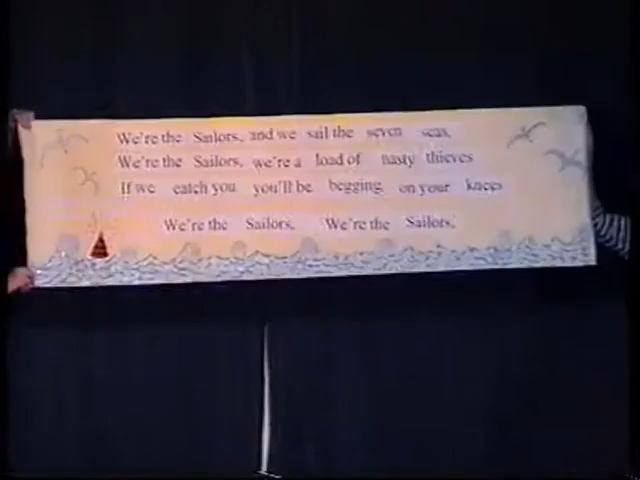 We're the Sailors, and we sail the seven seas,
We're the Sailors, we're a load of nasty thieves
If we catch you you'll be begging on your knees
We're the Sailors, We're the Sailors,